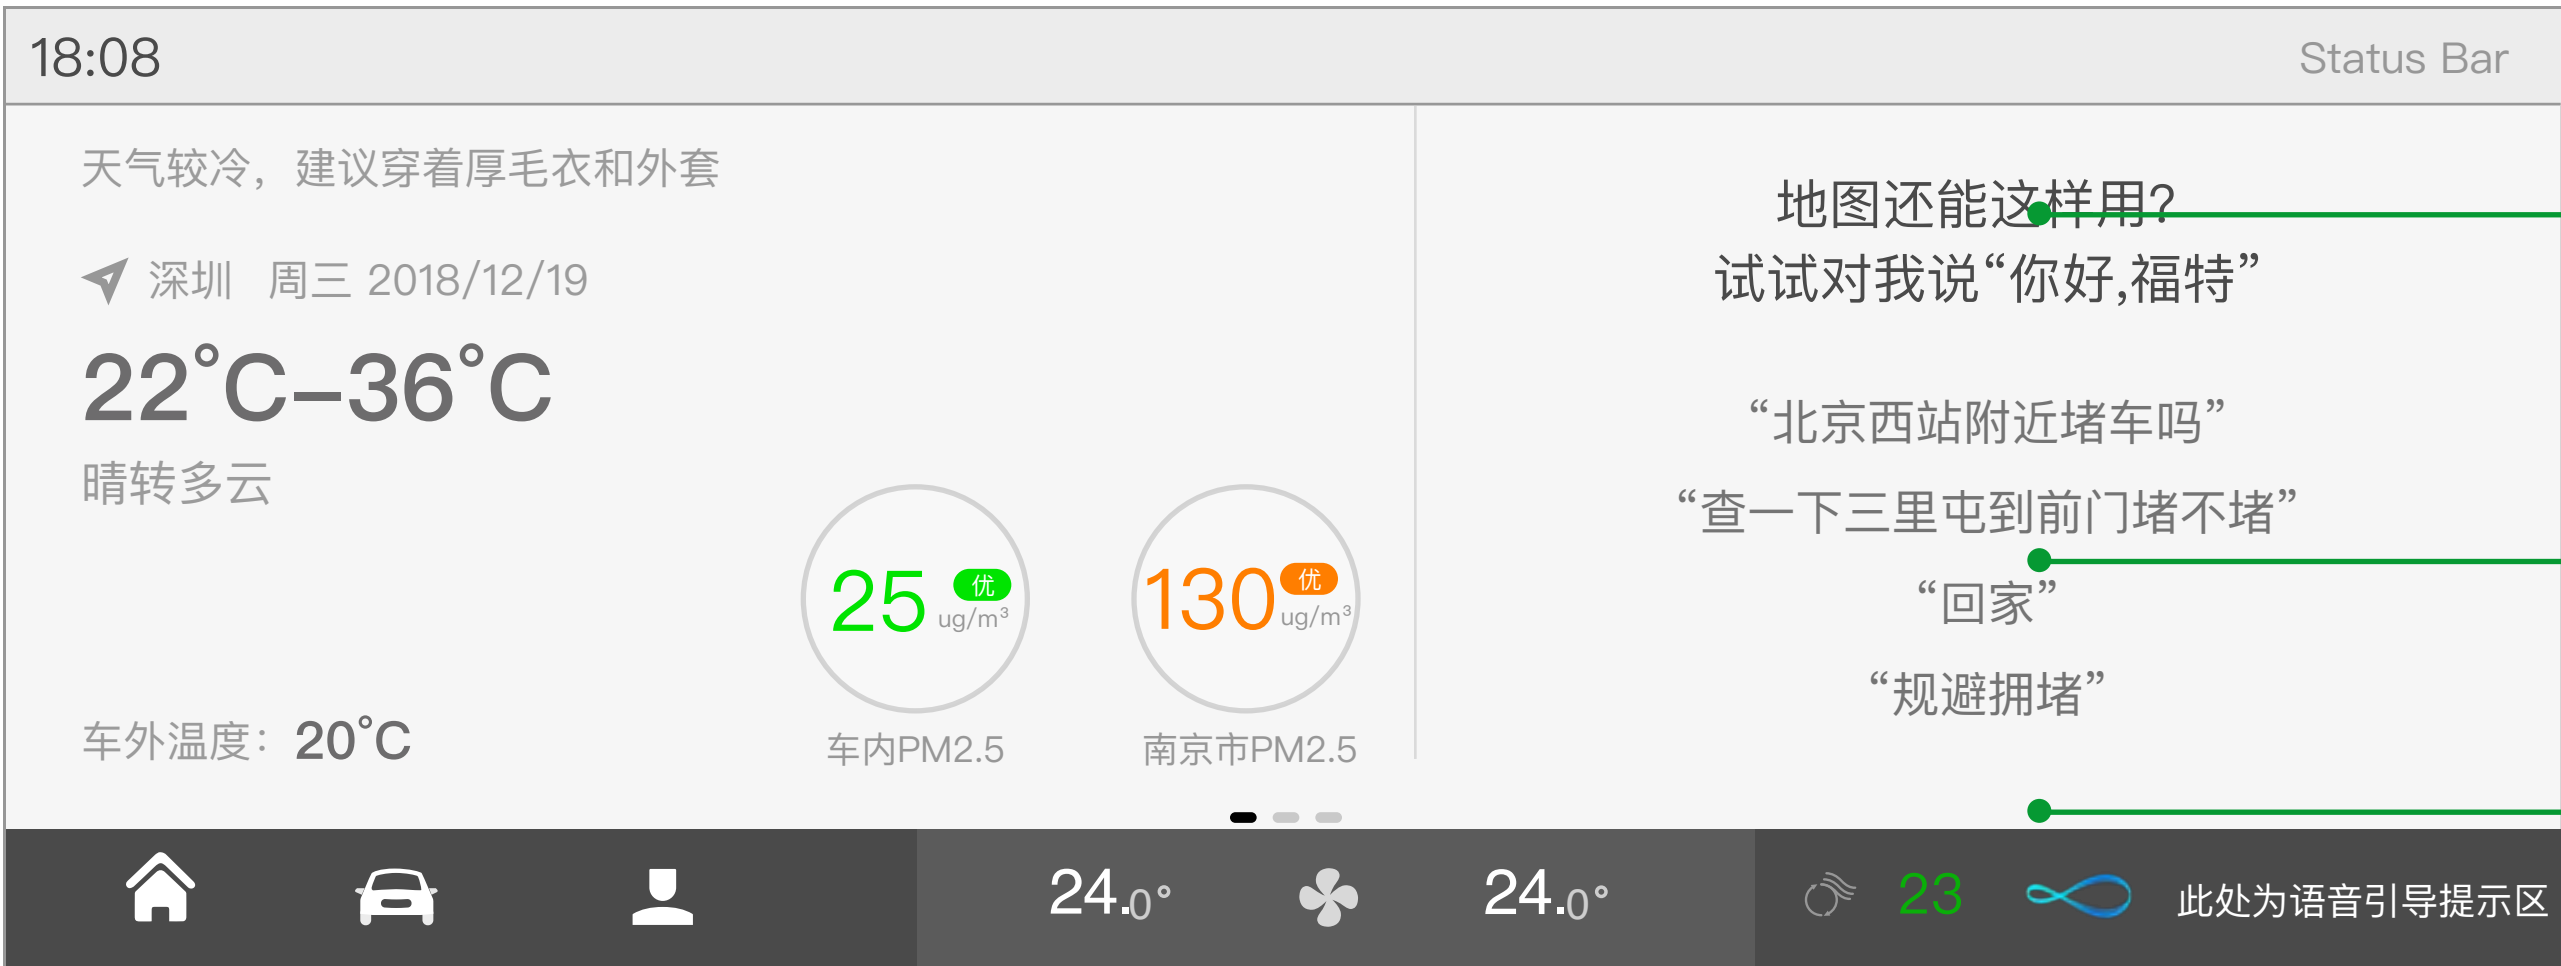 18:08
Status Bar
天气较冷，建议穿着厚毛衣和外套
深圳 周三 2018/12/19
22°C-36°C
晴转多云
25 优
ug/m³
130 优
ug/m³
车外温度：20°C
车内PM2.5
南京市PM2.5
地图还能这样用?
试试对我说“你好,福特”
“北京西站附近堵车吗”
“查一下三里屯到前门堵不堵”
“回家”
“规避拥堵”
24.0°
24.0°
23
此处为语音引导提示区